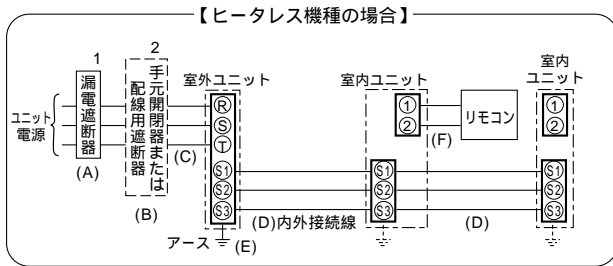 【ヒータレス機種の場合】
1
2
漏電遮断器
手元開閉器または
配線用遮断器
ユニット
電源
(A)
(B)
(C)
室外ユニット
R
S
T
S1
S2
S3
アース
(E)
(D)内外接続線
室内ユニット
1
2
(F)
リモコン
S1
S2
S3
(D)
室内
ユニット
1
2
S1
S2
S3